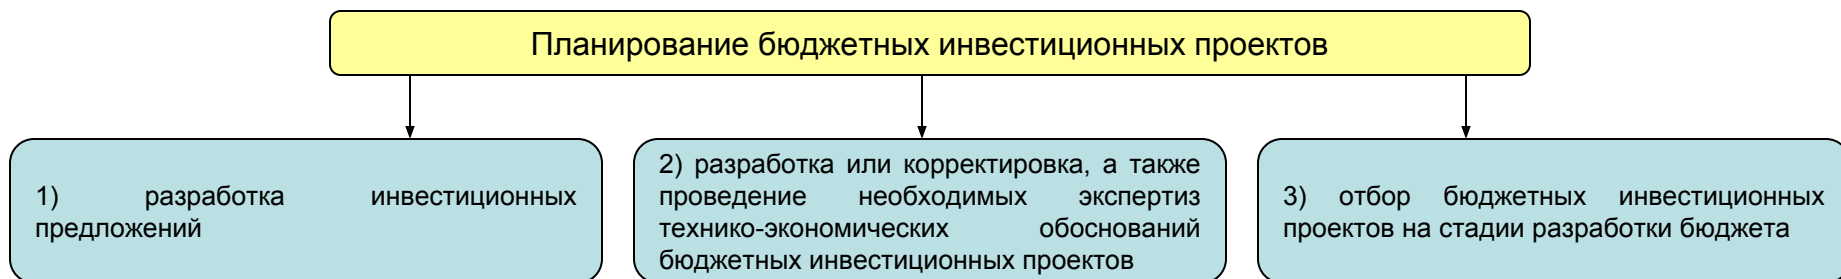 Планирование бюджетных инвестиционных проектов
1) разработка инвестиционных
предложений
2) разработка или корректировка, а также
проведение необходимых экспертиз
технико-экономических обоснований
бюджетных инвестиционных проектов
3) отбор бюджетных инвестиционных
проектов на стадии разработки бюджета